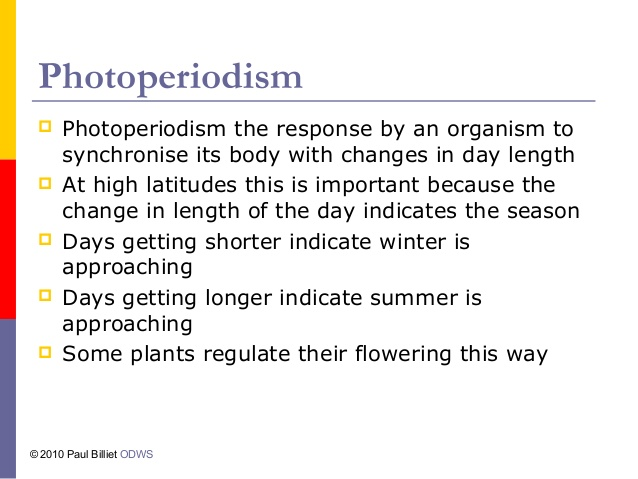 Photoperiodism
Photoperiodism the response by an organism to
synchronise its body with changes in day length
At high latitudes this is important because the
change in length of the day indicates the season
Days getting shorter indicate winter is
approaching
Days getting longer indicate summer is
approaching
Some plants regulate their flowering this way
© 2010 Paul Billiet ODWS